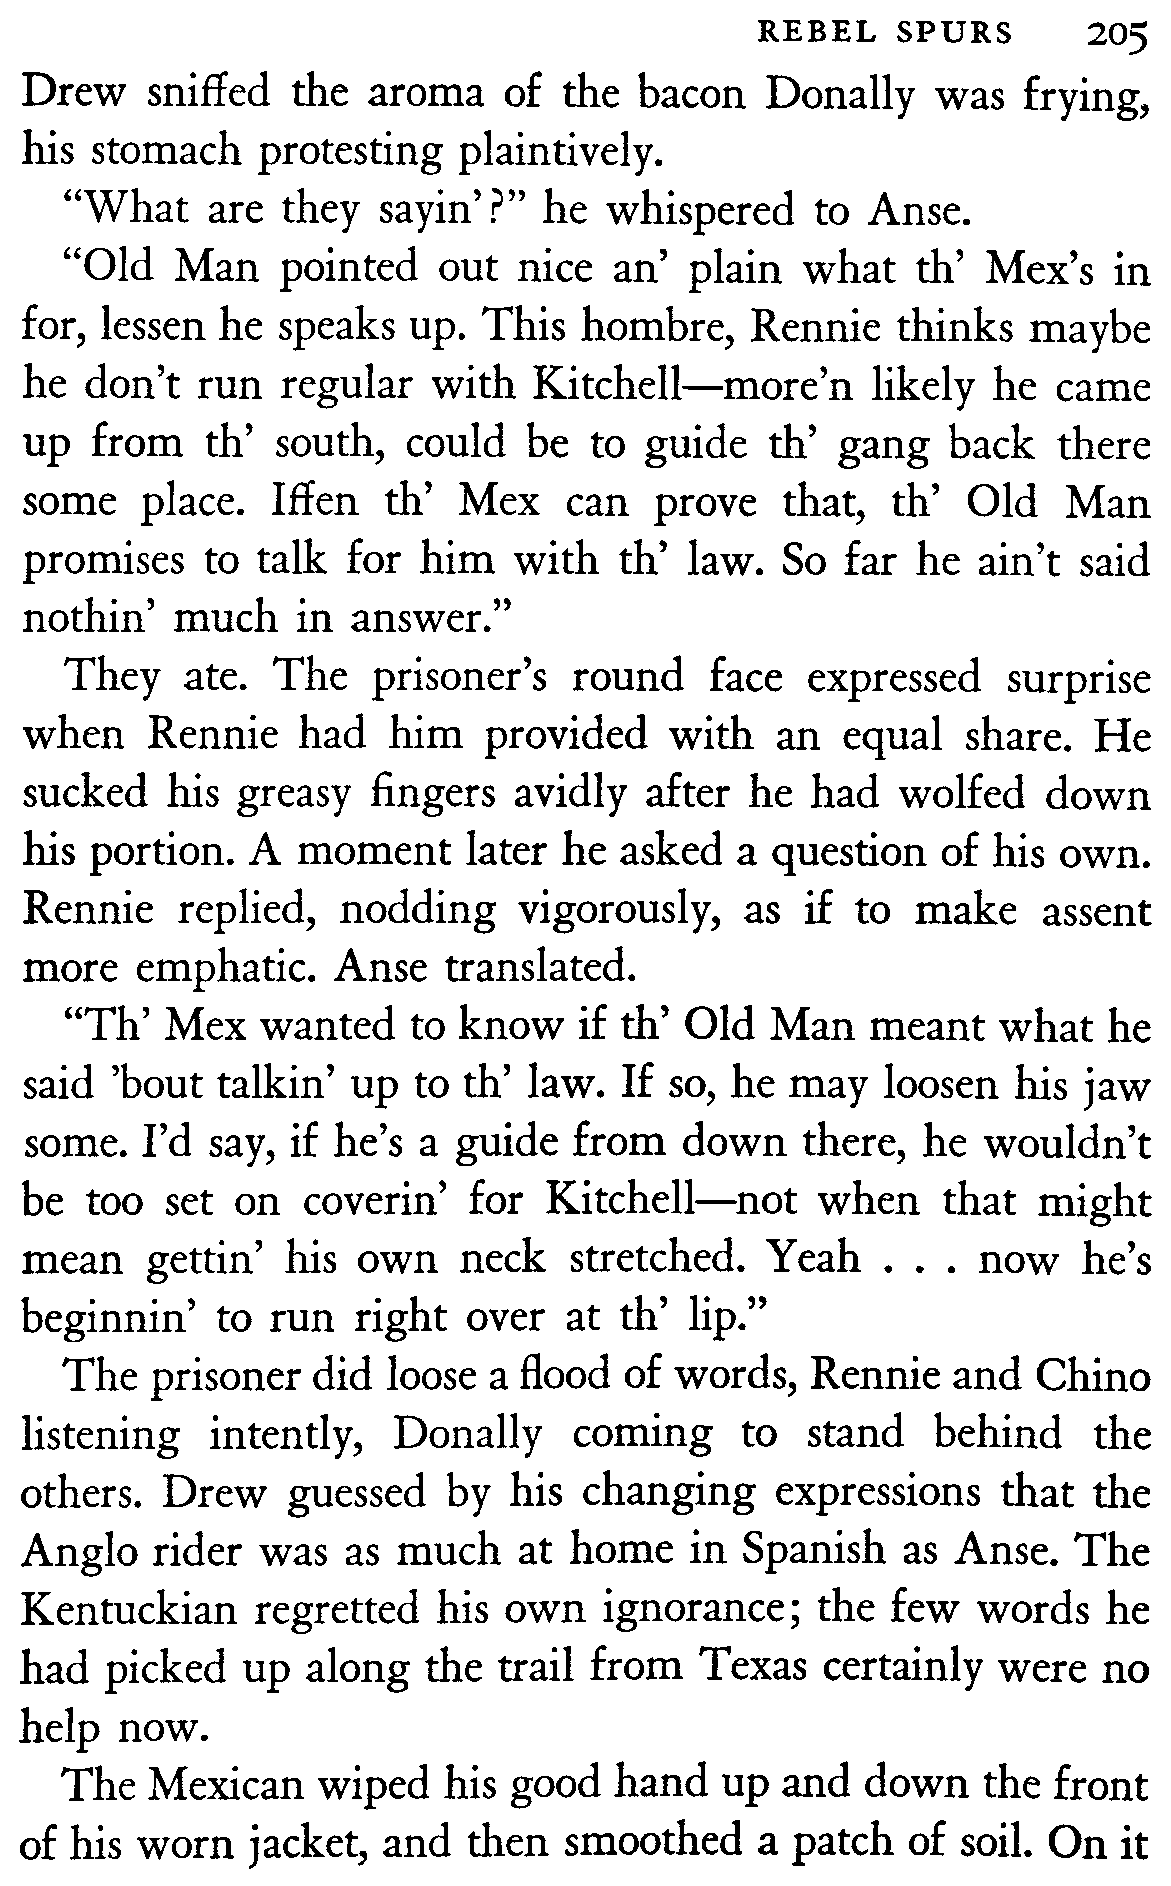 REBEL SPURS 205
Drew sniffed the aroma of the bacon Donally was frying,
his stomach protesting plaintively.
“What are they sayin’?” he whispered to Anse.
“Old Man pointed out nice an’ plain what th’ Mex’s in
for, lessen he speaks up. This hombre, Rennie thinks maybe
he don’t run regular with Kitchell—more’n likely he came
up from th’ south, could be to guide th’ gang back there
some place. Iffen th’ Mex can prove that, th’ Old Man
promises to talk for him with th’ law. So far he ain’t said
nothin’ much in answer.”
They ate. The prisoner’s round face expressed surprise
when Rennie had him provided with an equal share. He
sucked his greasy fingers avidly after he had wolfed down
his portion. A moment later he asked a question of his own.
Rennie replied, nodding vigorously, as if to make assent
more emphatic. Anse translated.
“Th’ Mex wanted to know if th’ Old Man meant what he
said ’bout talkin’ up to th’ law. If so, he may loosen his jaw
some. I’d say, if he’s a guide from down there, he wouldn’t
be too set on coverin’ for Kitchell—not when that might
mean gettin’ his own neck stretched. Yeah . . . now he’s
beginnin’ to run right over at th’ lip.”
The prisoner did loose a flood of words, Rennie and Chino
listening intently, Donally coming to stand behind the
others. Drew guessed by his changing expressions that the
Anglo rider was as much at home in Spanish as Anse. The
Kentuckian regretted his own ignorance; the few words he
had picked up along the trail from Texas certainly were no
help now.
The Mexican wiped his good hand up and down the front
of his worn jacket, and then smoothed a patch of soil. On it